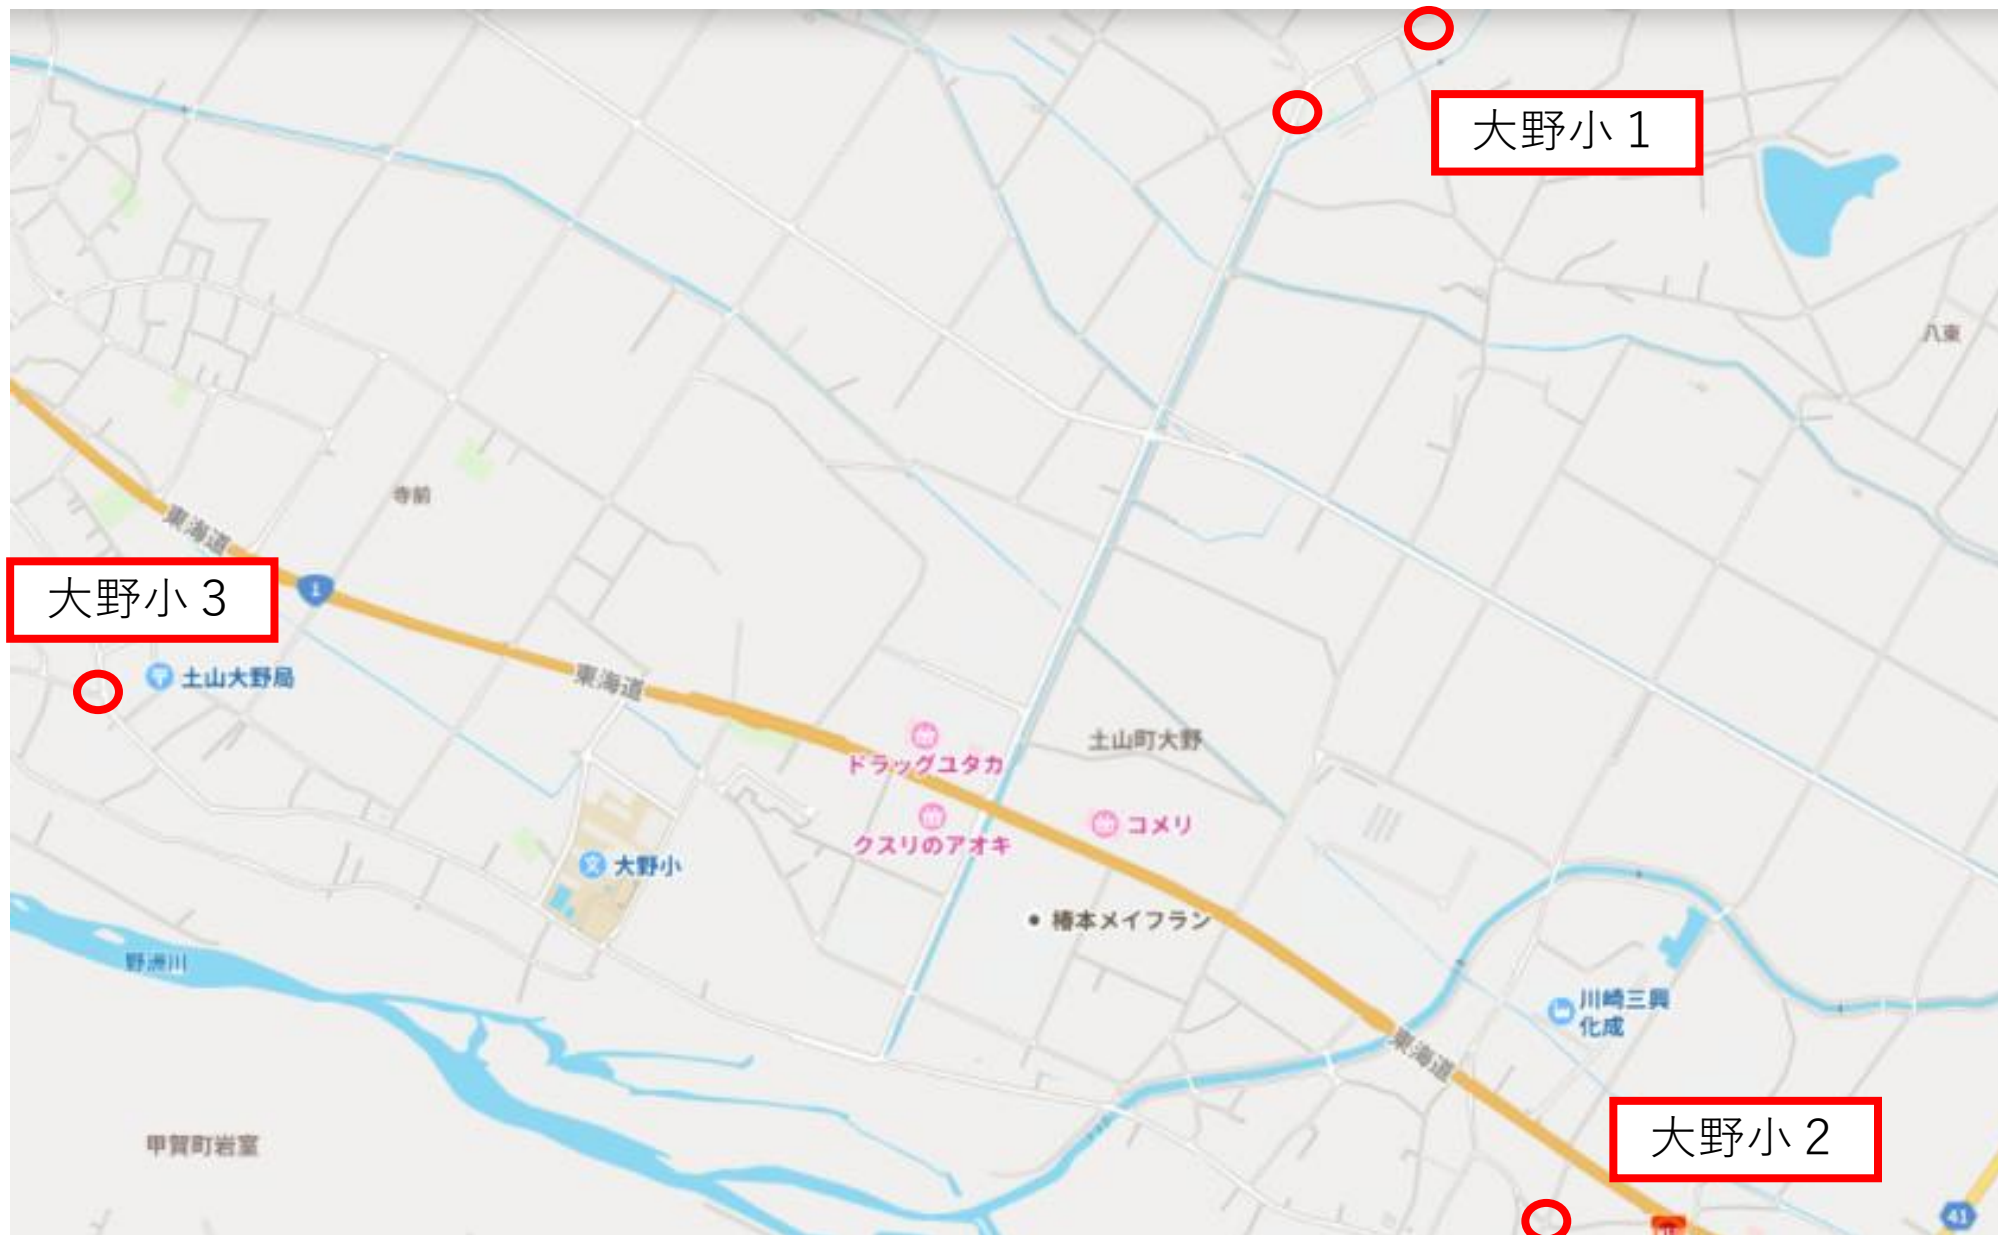 大野小１
八東
寺前
東海道
大野小３
1
土山大野局
東海道
ドラッグユタカ
土山町大野
クスリのアオキ
コメリ
大野小
椿本メイフラン
野洲川
川崎三興
化成
東海道
大野小２
甲賀町岩室
41